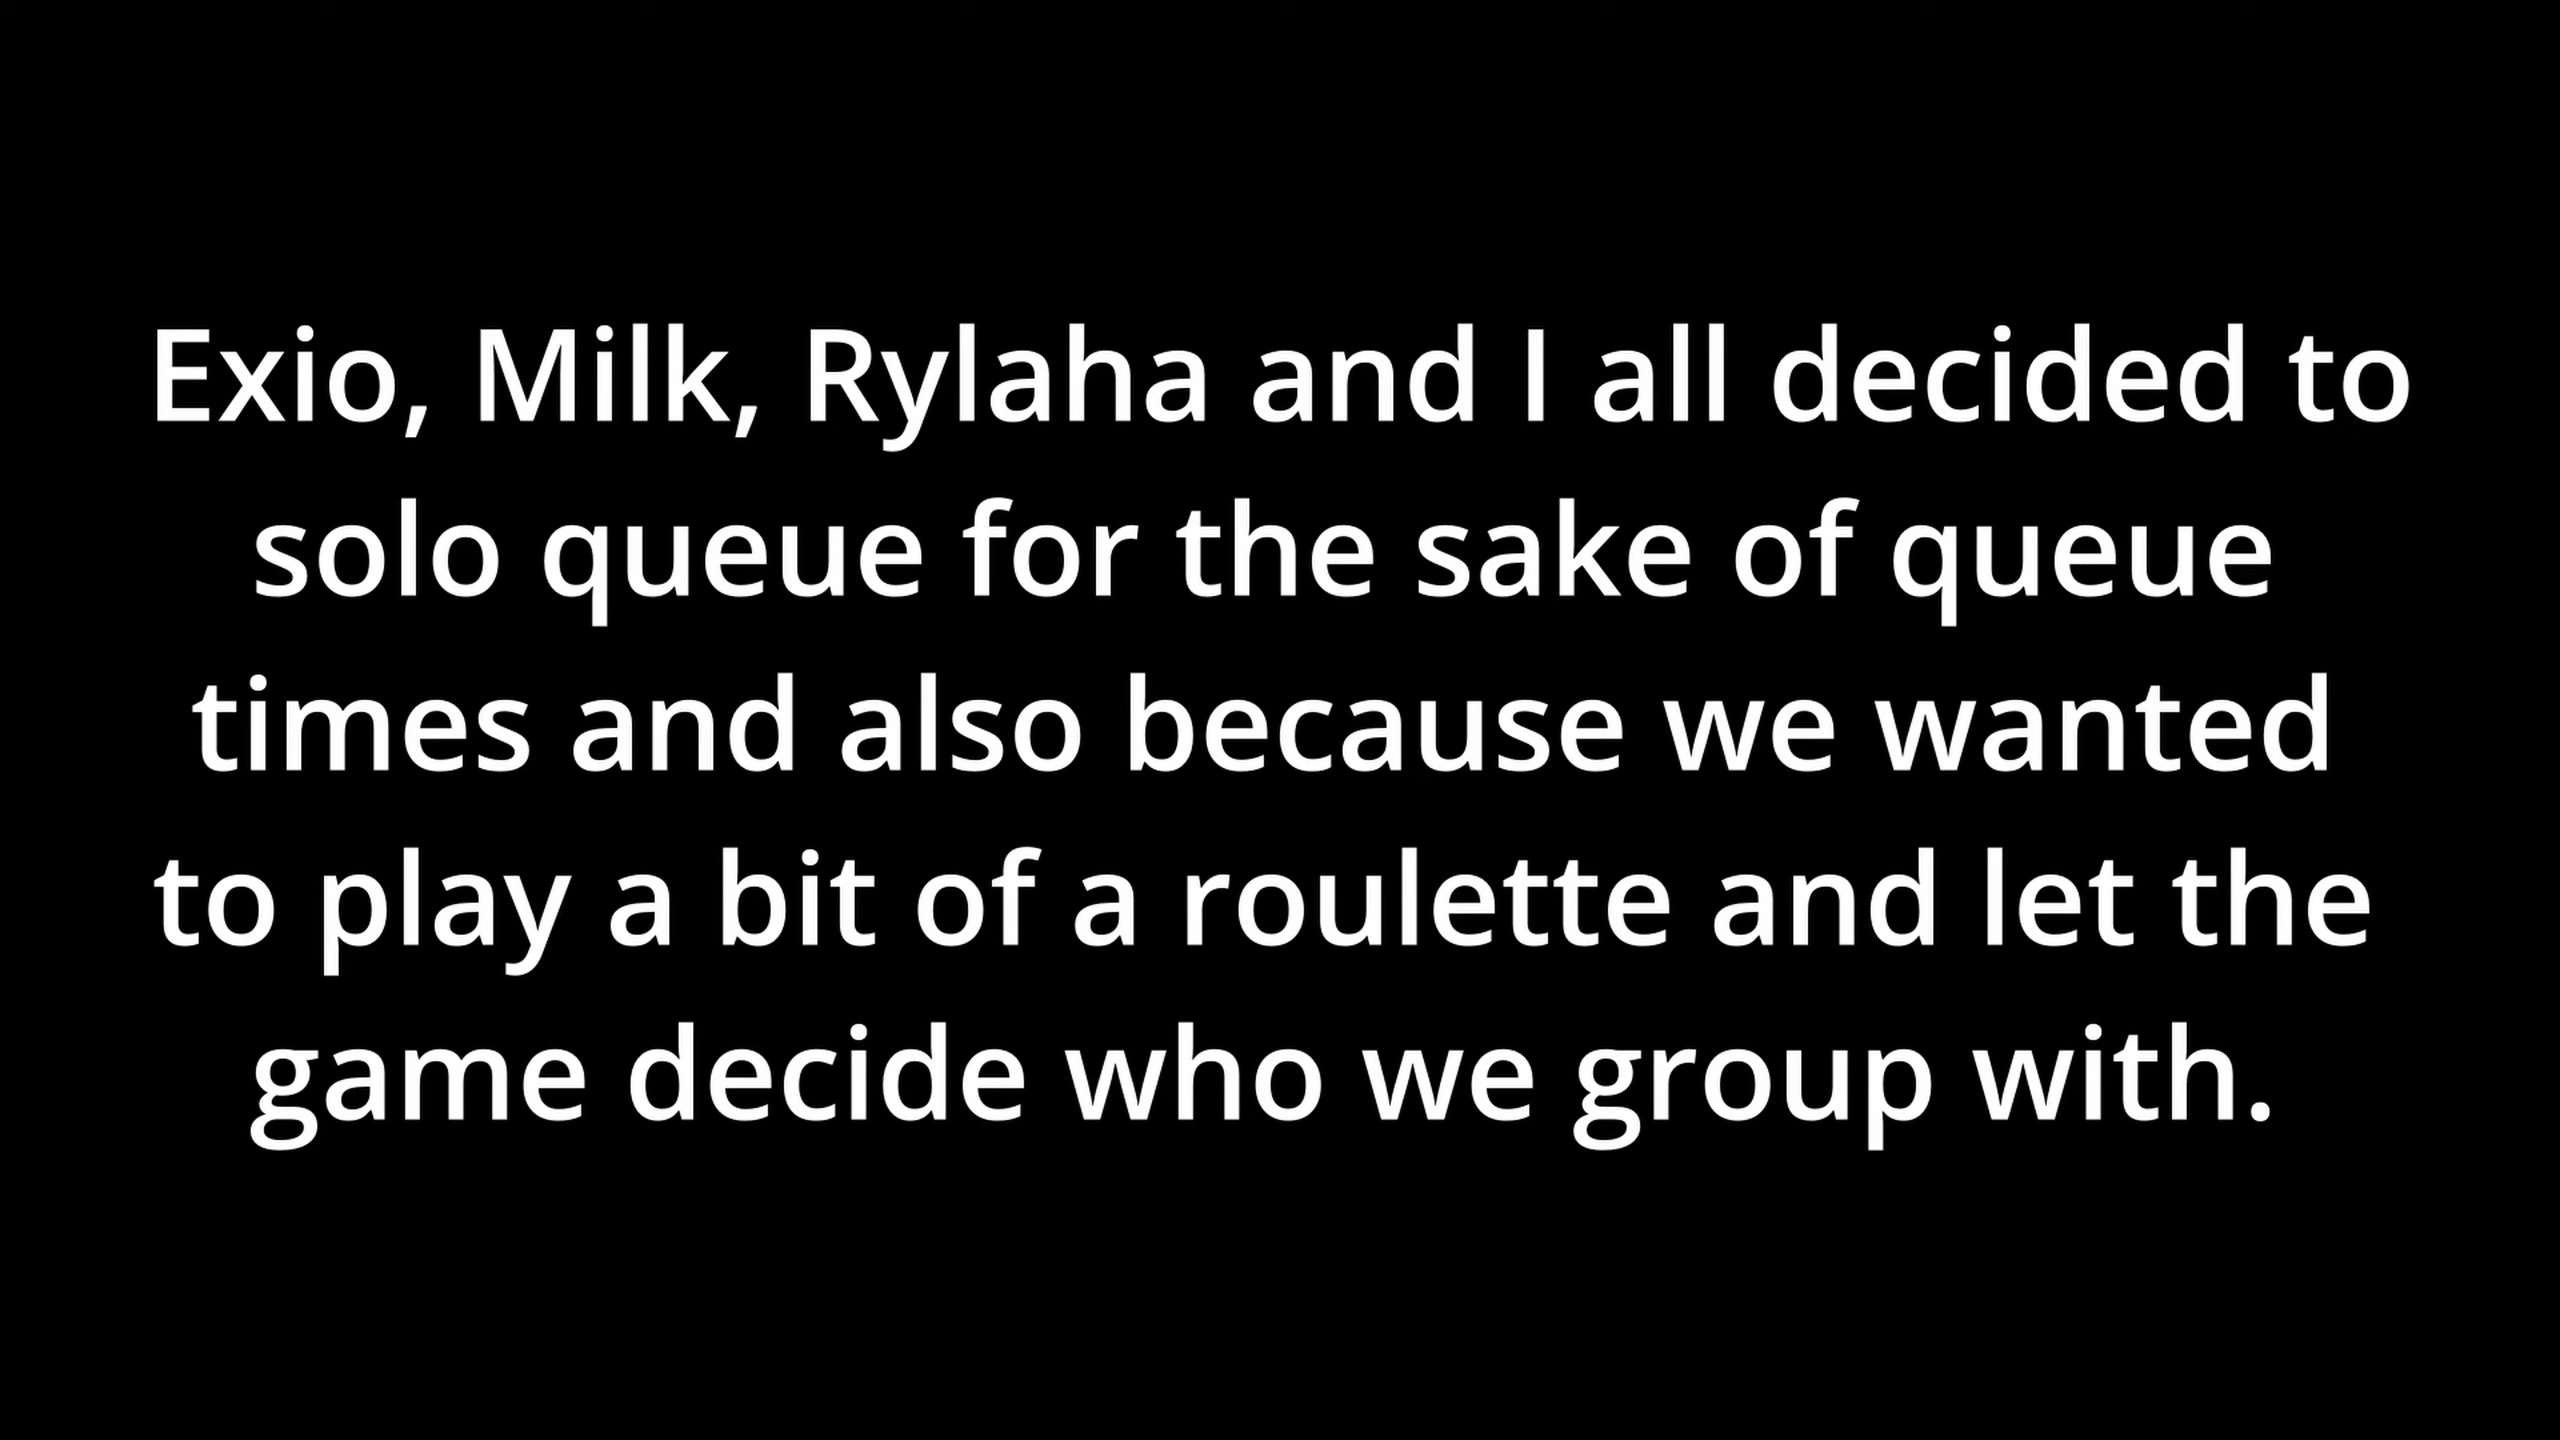 Exio, Milk, Rylaha and I all decided to
solo queue for the sake of queue
times and also because we wanted
to play a bit of a roulette and let the
game decide who we group with.